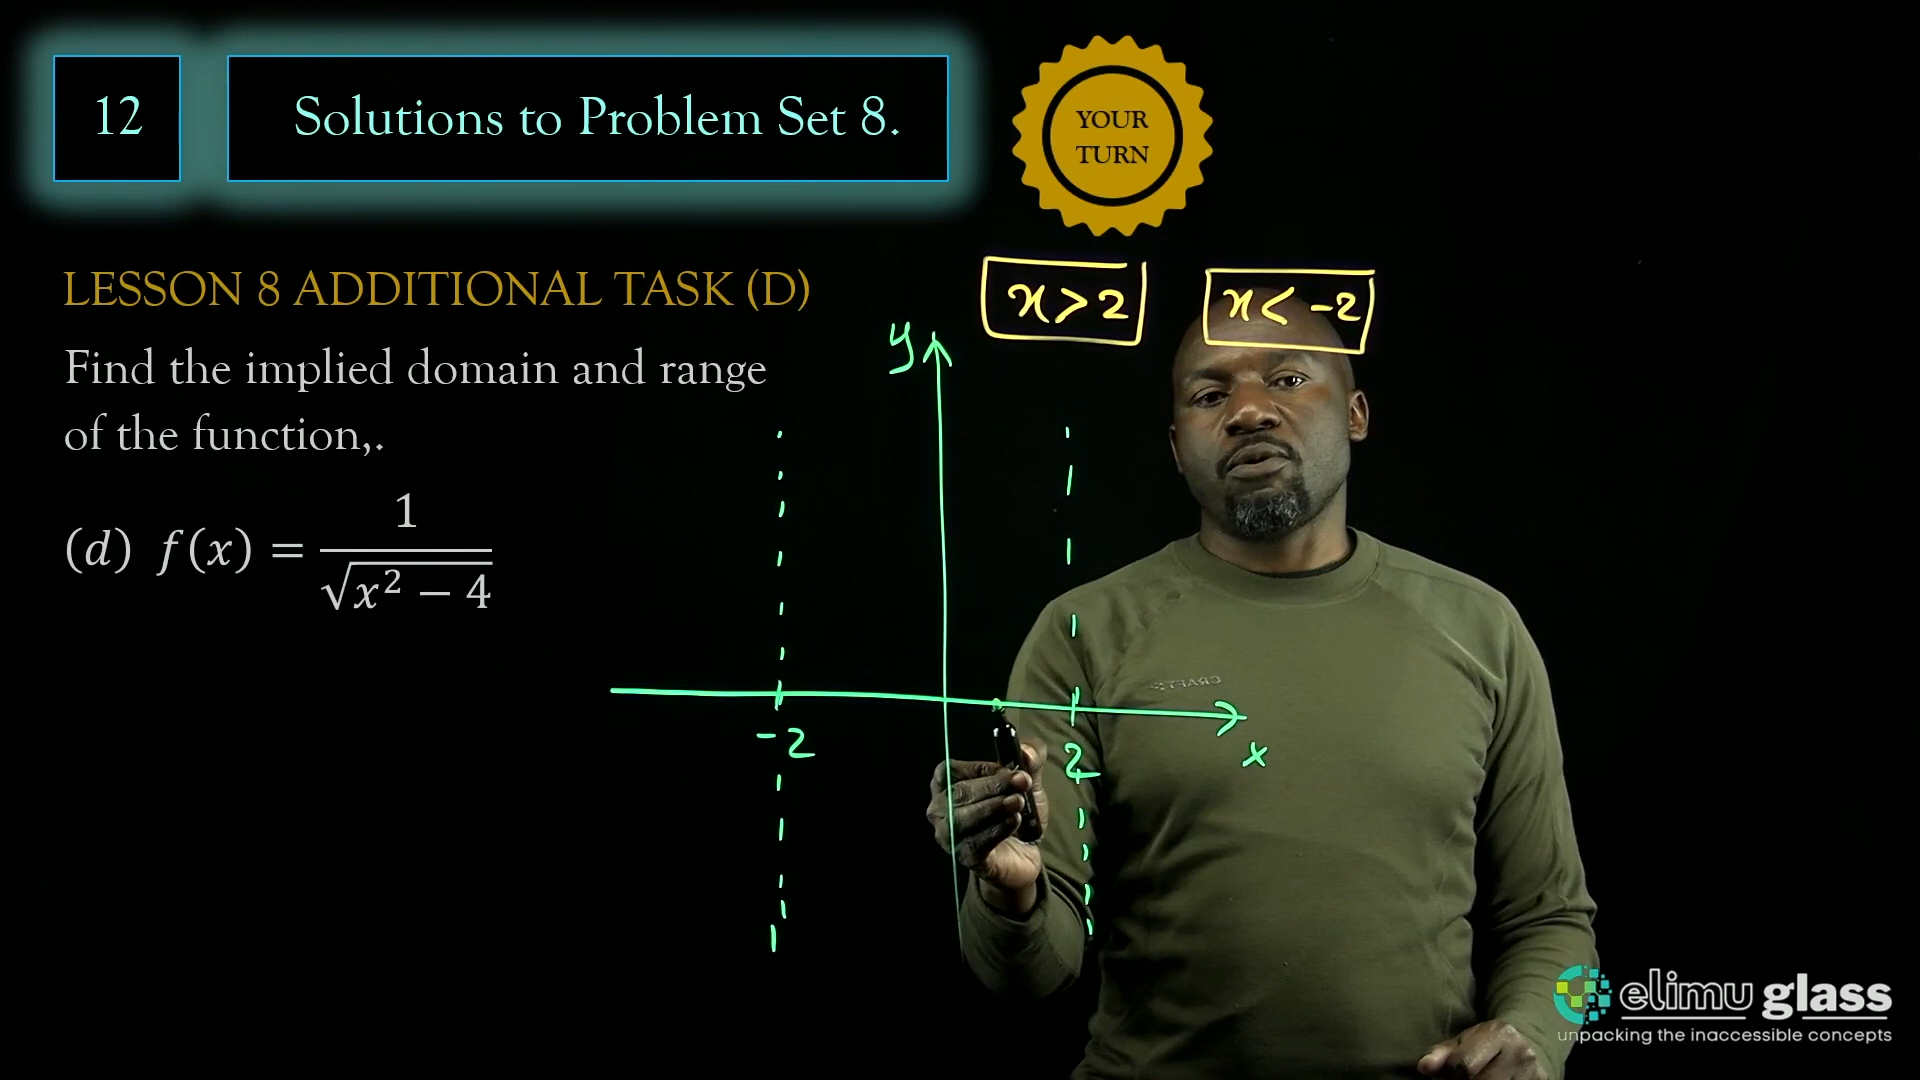 12
Solutions to Problem Set 8.
YOUR
TURN
LESSON 8 ADDITIONAL TASK (D)
Find the implied domain and range
of the function,.
(d) f(x) = 1/√(x² − 4)
x > 2
x < -2
y
-2
2
x
CRAFT
elimu glass
unpacking the inaccessible concepts